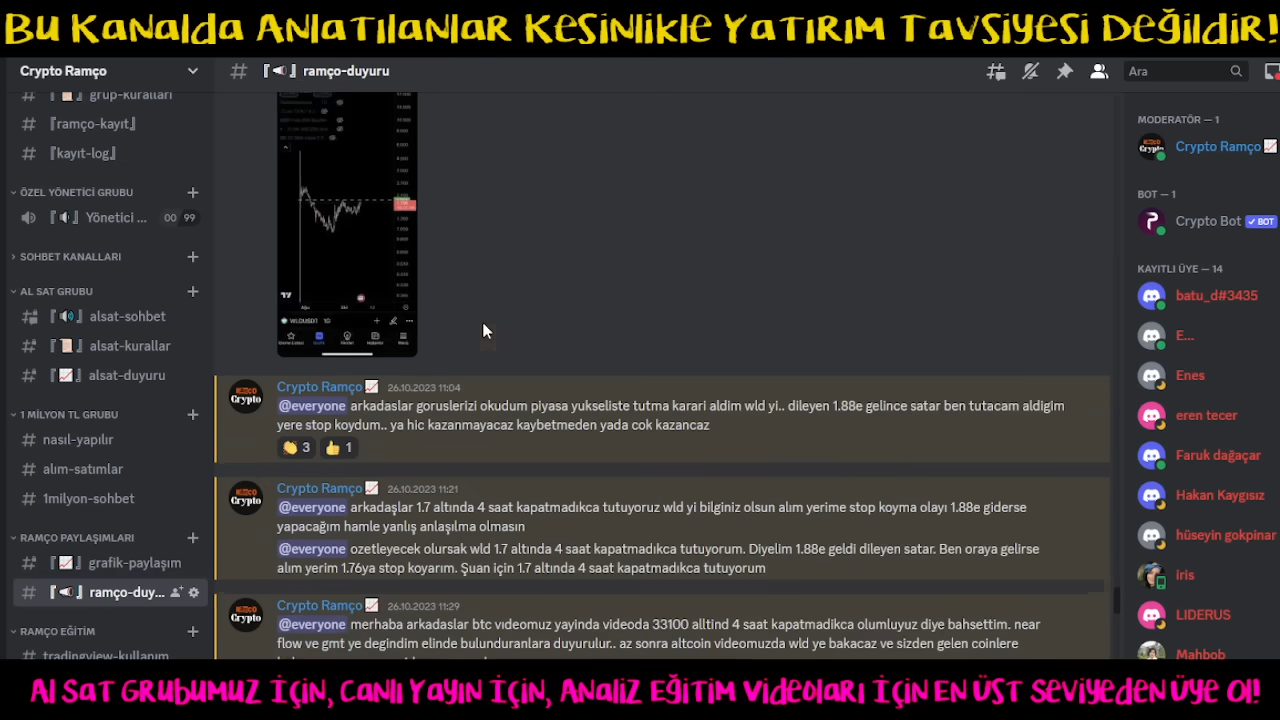 Bu Kanalda Anlatılanlar Kesinlikle Yatırım Tavsiyesi Değildir!
Crypto Ramço
# 『📢』 ramço-duyuru
Ara
# 『📋』 grup-kuralları
# 『ramço-kayıt』
# 『kayıt-log』
ÖZEL YÖNETİCİ GRUBU
『🔊』 Yönetici ... 00 99
SOHBET KANALLARI
AL SAT GRUBU
『🔊』 alsat-sohbet
# 『📜』 alsat-kurallar
# 『📈』 alsat-duyuru
1 MİLYON TL GRUBU
# nasıl-yapılır
# alım-satımlar
# 1milyon-sohbet
RAMÇO PAYLAŞIMLARI
# 『📈』 grafik-paylaşım
# 『📢』 ramço-duy...
RAMÇO EĞİTİM
# tradingview-kullanım
WLDUSDT 1G
Crypto Ramço📈 26.10.2023 11:04
@everyone arkadaslar goruslerizi okudum piyasa yukseliste tutma karari aldim wld yi.. dileyen 1.88e gelince satar ben tutacam aldigim
yere stop koydum.. ya hic kazanmayacaz kaybetmeden yada cok kazancaz
👏 3 👍 1
Crypto Ramço📈 26.10.2023 11:21
@everyone arkadaşlar 1.7 altında 4 saat kapatmadıkca tutuyoruz wld yi bilginiz olsun alım yerime stop koyma olayı 1.88e giderse
yapacağım hamle yanlış anlaşılma olmasın
@everyone ozetleyecek olursak wld 1.7 altında 4 saat kapatmadıkca tutuyorum. Diyelim 1.88e geldi dileyen satar. Ben oraya gelirse
alım yerim 1.76ya stop koyarım. Şuan için 1.7 altında 4 saat kapatmadıkca tutuyorum
Crypto Ramço📈 26.10.2023 11:29
@everyone merhaba arkadaslar btc vıdeomuz yayinda videoda 33100 alltind 4 saat kapatmadikca olumluyuz diye bahsettim. near
flow ve gmt ye degindim elinde bulunduranlara duyurulur.. az sonra altcoin videomuzda wld ye bakacaz ve sizden gelen coinlere
MODERATÖR — 1
Crypto Ramço📈
BOT — 1
Crypto Bot ✓ BOT
KAYITLI ÜYE — 14
batu_d#3435
E...
Enes
eren tecer
Faruk dağaçar
Hakan Kaygısız
hüseyin gokpinar
iris
LIDERUS
Mahbob
Al Sat Grubumuz İçin, Canlı Yayın İçin, Analiz Eğitim Videoları İçin En Üst Seviyeden Üye Ol!